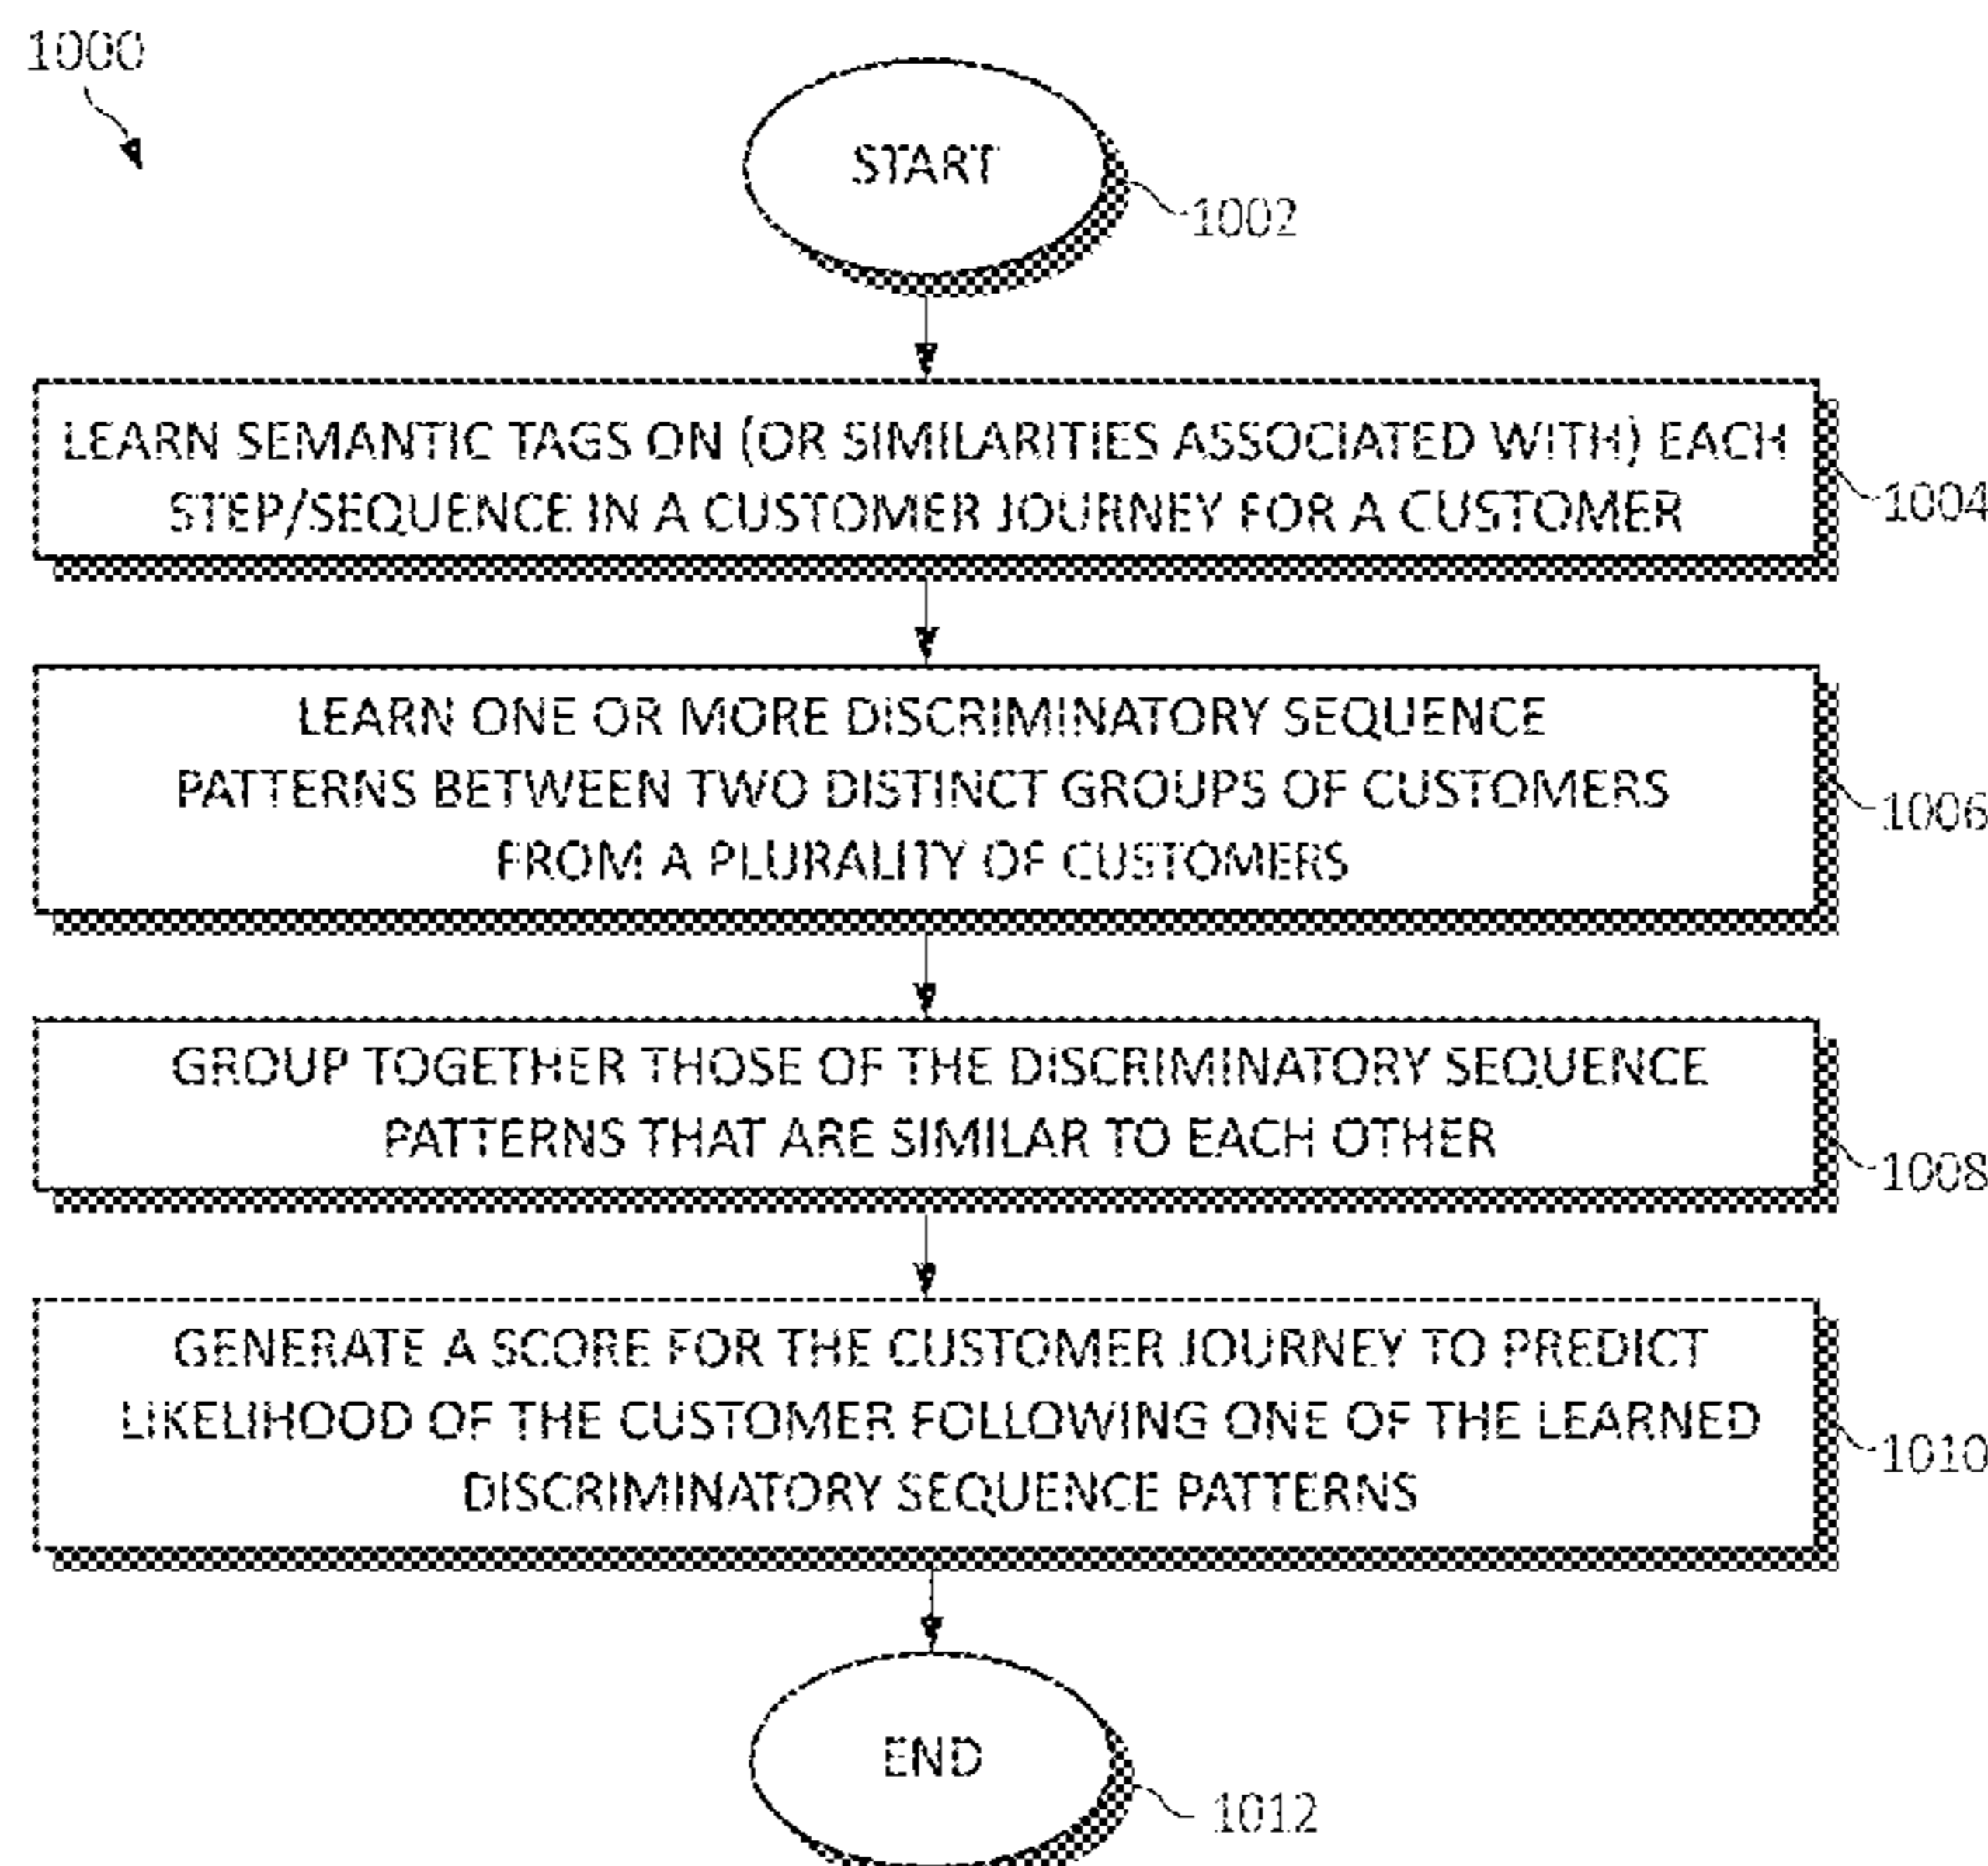 1000
START
1002
LEARN SEMANTIC TAGS ON (OR SIMILARITIES ASSOCIATED WITH) EACH
STEP/SEQUENCE IN A CUSTOMER JOURNEY FOR A CUSTOMER
1004
LEARN ONE OR MORE DISCRIMINATORY SEQUENCE
PATTERNS BETWEEN TWO DISTINCT GROUPS OF CUSTOMERS
FROM A PLURALITY OF CUSTOMERS
1006
GROUP TOGETHER THOSE OF THE DISCRIMINATORY SEQUENCE
PATTERNS THAT ARE SIMILAR TO EACH OTHER
1008
GENERATE A SCORE FOR THE CUSTOMER JOURNEY TO PREDICT
LIKELIHOOD OF THE CUSTOMER FOLLOWING ONE OF THE LEARNED
DISCRIMINATORY SEQUENCE PATTERNS
1010
END
1012